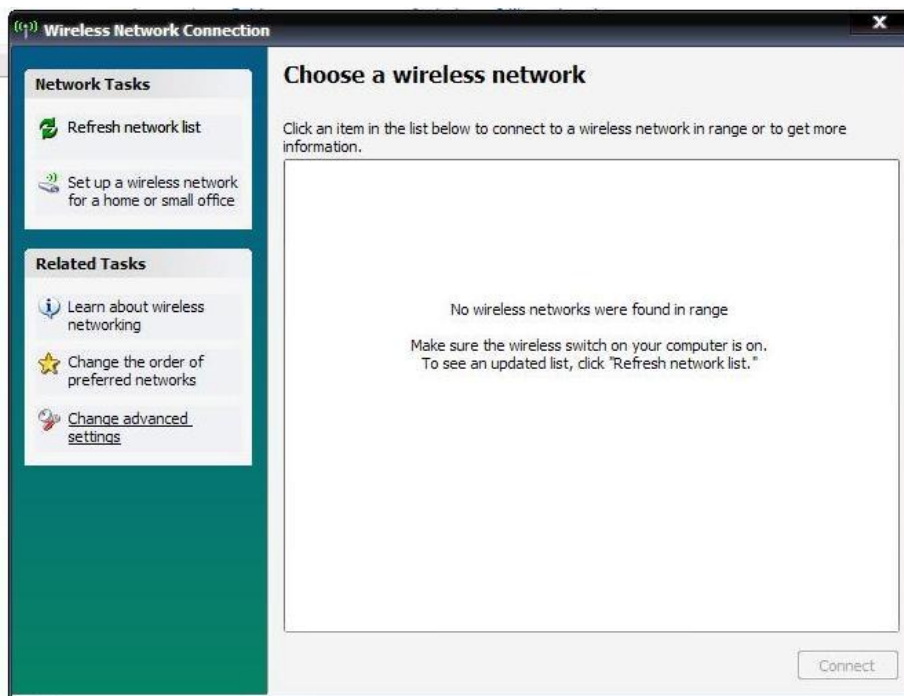 Wireless Network Connection
X
Network Tasks
Refresh network list
Set up a wireless network
for a home or small office
Related Tasks
Learn about wireless
networking
Change the order of
preferred networks
Change advanced
settings
Choose a wireless network
Click an item in the list below to connect to a wireless network in range or to get more
information.
No wireless networks were found in range
Make sure the wireless switch on your computer is on.
To see an updated list, click "Refresh network list."
Connect